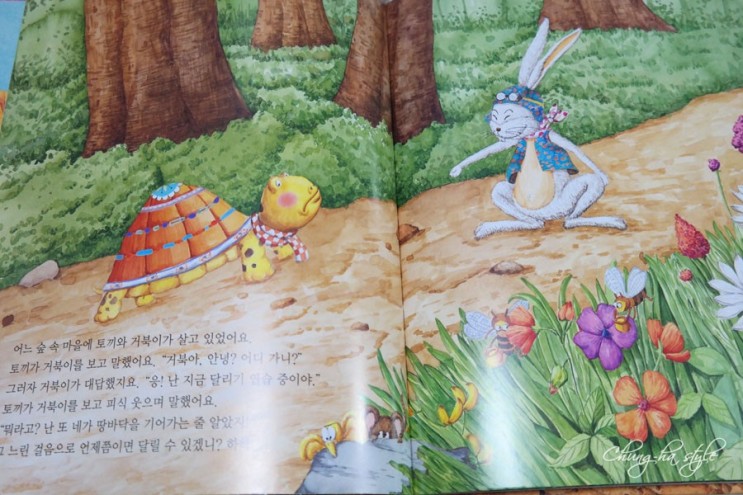 어느 숲 속 마을에 토끼와 거북이가 살고 있었어요.
토끼가 거북이를 보고 말했어요. "거북아, 안녕? 어디 가니?"
그러자 거북이가 대답했지요. "응! 난 지금 달리기 연습 중이야."
토끼가 거북이를 보고 피식 웃으며 말했어요.
"뭐라고? 난 또 네가 땅바닥을 기어가는 줄 알았지!
그 느린 걸음으로 언제쯤이면 달릴 수 있겠니?
Chung-ha style